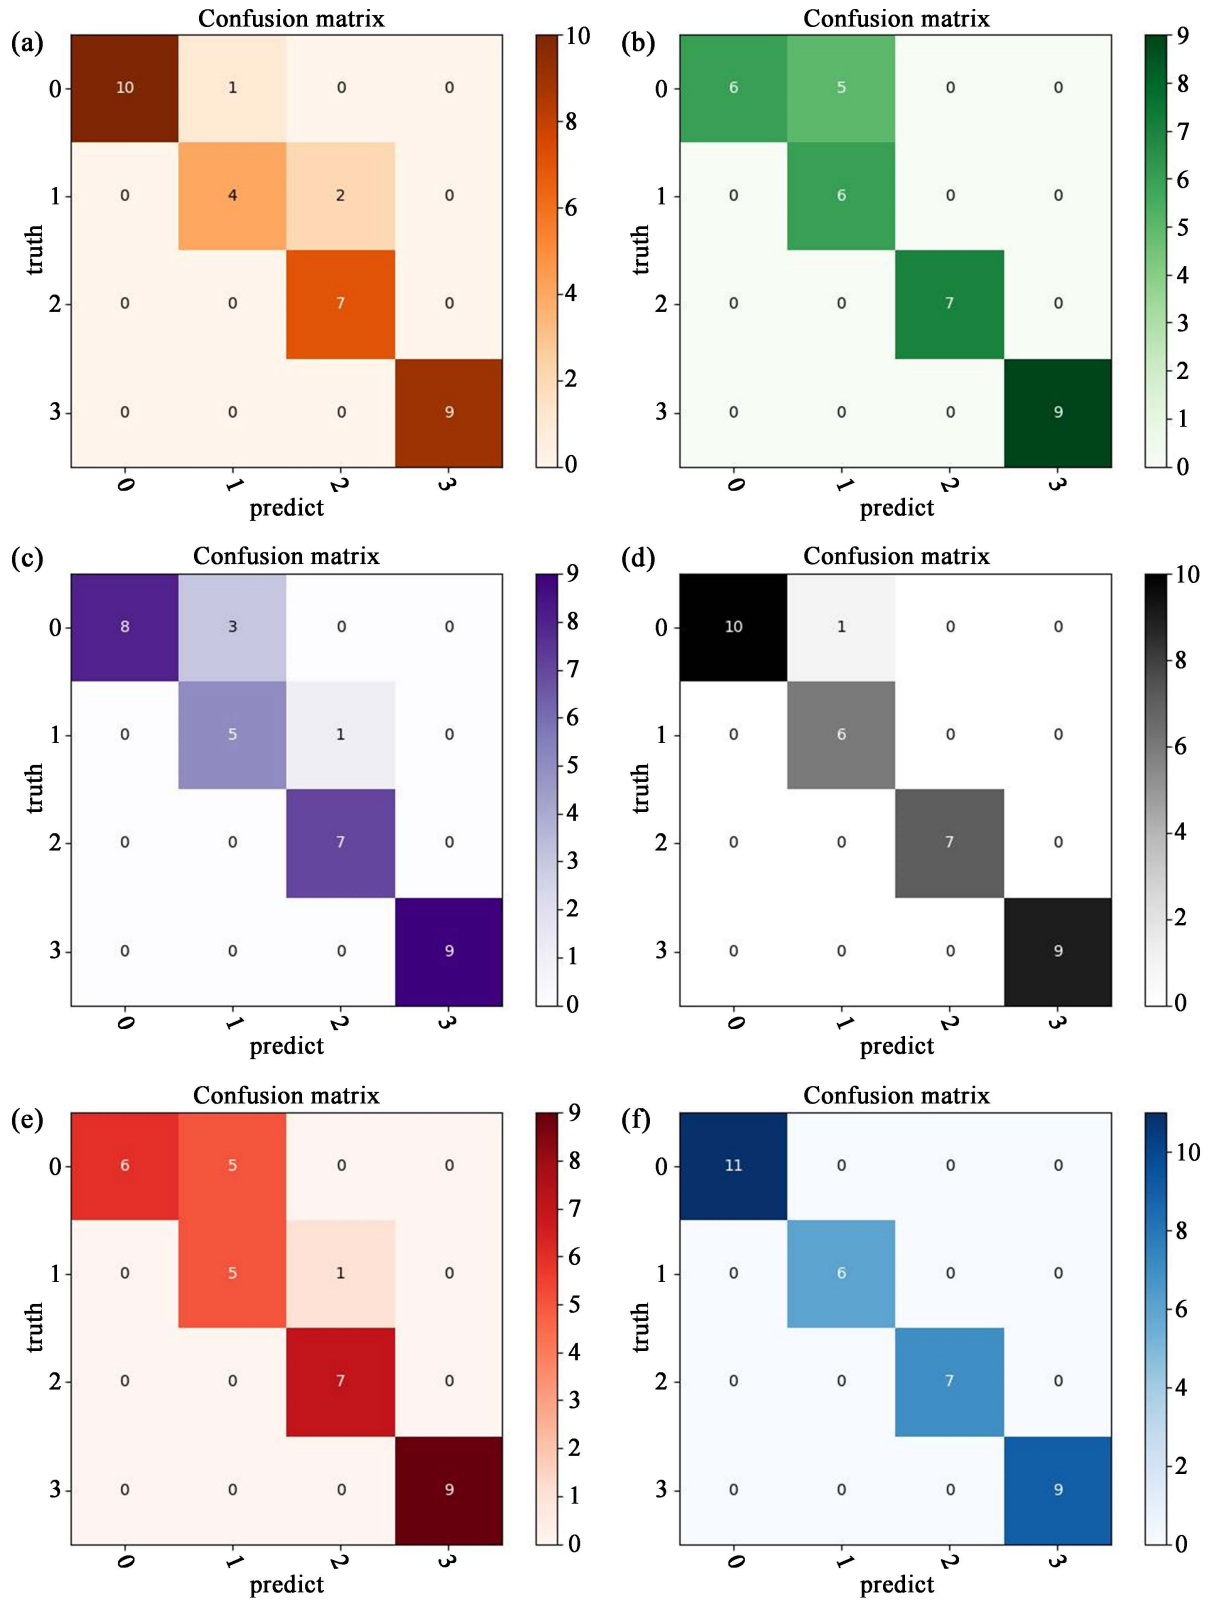 (a) Confusion matrix
0 10 1 0 0
1 0 4 2 0
2 0 0 7 0
3 0 0 0 9
truth
0 1 2 3
predict
10
8
6
4
2
0
(b) Confusion matrix
0 6 5 0 0
1 0 6 0 0
2 0 0 7 0
3 0 0 0 9
truth
0 1 2 3
predict
9
8
7
6
5
4
3
2
1
0
(c) Confusion matrix
0 8 3 0 0
1 0 5 1 0
2 0 0 7 0
3 0 0 0 9
truth
0 1 2 3
predict
9
8
7
6
5
4
3
2
1
0
(d) Confusion matrix
0 10 1 0 0
1 0 6 0 0
2 0 0 7 0
3 0 0 0 9
truth
0 1 2 3
predict
10
8
6
4
2
0
(e) Confusion matrix
0 6 5 0 0
1 0 5 1 0
2 0 0 7 0
3 0 0 0 9
truth
0 1 2 3
predict
9
8
7
6
5
4
3
2
1
0
(f) Confusion matrix
0 11 0 0 0
1 0 6 0 0
2 0 0 7 0
3 0 0 0 9
truth
0 1 2 3
predict
10
8
6
4
2
0